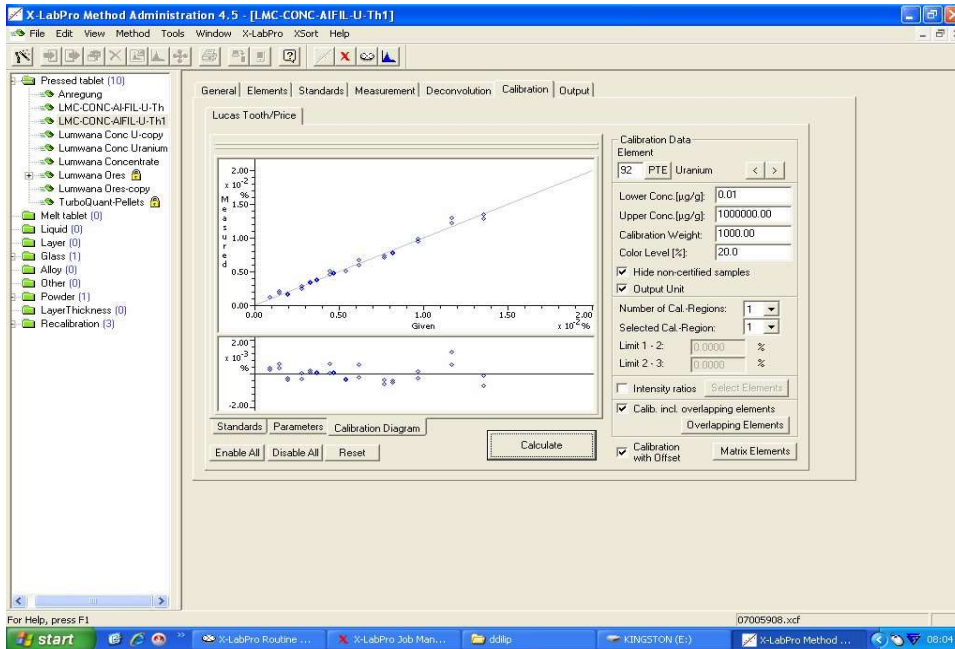 X-LabPro Method Administration 4.5 - [LMC-CONC-AIFIL-U-Th1]
File Edit View Method Tools Window X-LabPro XSort Help
Pressed tablet (10)
Anregung
LMC-CONC-AI-FIL-U-Th
LMC-CONC-AIFIL-U-Th1
Lumwana Conc U-copy
Lumwana Conc Uranium
Lumwana Concentrate
Lumwana Ores
Lumwana Ores-copy
TurboQuant-Pellets
Melt tablet (0)
Liquid (0)
Layer (0)
Glass (1)
Alloy (0)
Other (0)
Powder (1)
LayerThickness (0)
Recalibration (3)
General Elements Standards Measurement Deconvolution Calibration Output
Lucas Tooth/Price
2.00
x 10-2
%
1.50
1.00
0.50
0.00
Measured
0.00 0.50 1.00 1.50 2.00
Given x 10-2 %
2.00
x 10-3
%
0.00
-2.00
Standards Parameters Calibration Diagram
Enable All Disable All Reset
Calculate
Calibration Data
Element
92 PTE Uranium < >
Lower Conc.[µg/g]: 0.01
Upper Conc.[µg/g]: 1000000.00
Calibration Weight: 1000.00
Color Level [%]: 20.0
Hide non-certified samples
Output Unit
Number of Cal.-Regions: 1
Selected Cal.-Region: 1
Limit 1 - 2: 0.0000 %
Limit 2 - 3: 0.0000 %
Intensity ratios Select Elements
Calib. incl. overlapping elements
Overlapping Elements
Calibration with Offset
Matrix Elements
For Help, press F1
07005908.xcf
start
X-LabPro Routine ...
X-LabPro Job Man...
ddilip
KINGSTON (E:)
X-LabPro Method ...
08:04